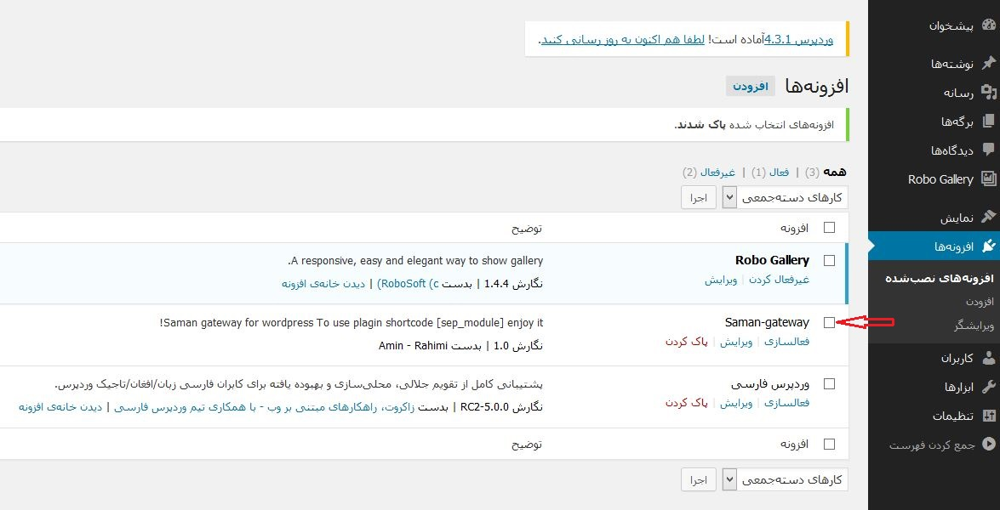 پیشخوان
نوشته‌ها
رسانه
برگه‌ها
دیدگاه‌ها
Robo Gallery
نمایش
افزونه‌ها
افزونه‌های نصب‌شده
افزودن
ویرایشگر
کاربران
ابزارها
تنظیمات
جمع کردن فهرست
وردپرس 4.3.1 آماده است! لطفا هم اکنون به روز رسانی کنید.
افزونه‌ها افزودن
افزونه‌های انتخاب شده پاک شدند.
همه (3) | فعال (1) | غیرفعال (2)
کارهای دسته‌جمعی اجرا
افزونه توضیح
Robo Gallery A responsive, easy and elegant way to show gallery.
غیرفعال کردن | ویرایش نگارش 1.4.4 | بدست RoboSoft (c) | دیدن خانه‌ی افزونه
Saman-gateway Saman gateway for wordpress To use plagin shortcode [sep_module] enjoy it!
فعالسازی | ویرایش | پاک کردن نگارش 1.0 | بدست Amin - Rahimi
وردپرس فارسی پشتیبانی کامل از تقویم جلالی، محلی‌سازی و بهبودیه یافته برای کابران فارسی زبان/افغان/تاجیک وردپرس.
فعالسازی | ویرایش | پاک کردن نگارش 5.0.0-RC2 | بدست زاکروت، راهکارهای مبتنی بر وب - با همکاری تیم وردپرس فارسی | دیدن خانه‌ی افزونه
افزونه توضیح
کارهای دسته‌جمعی اجرا